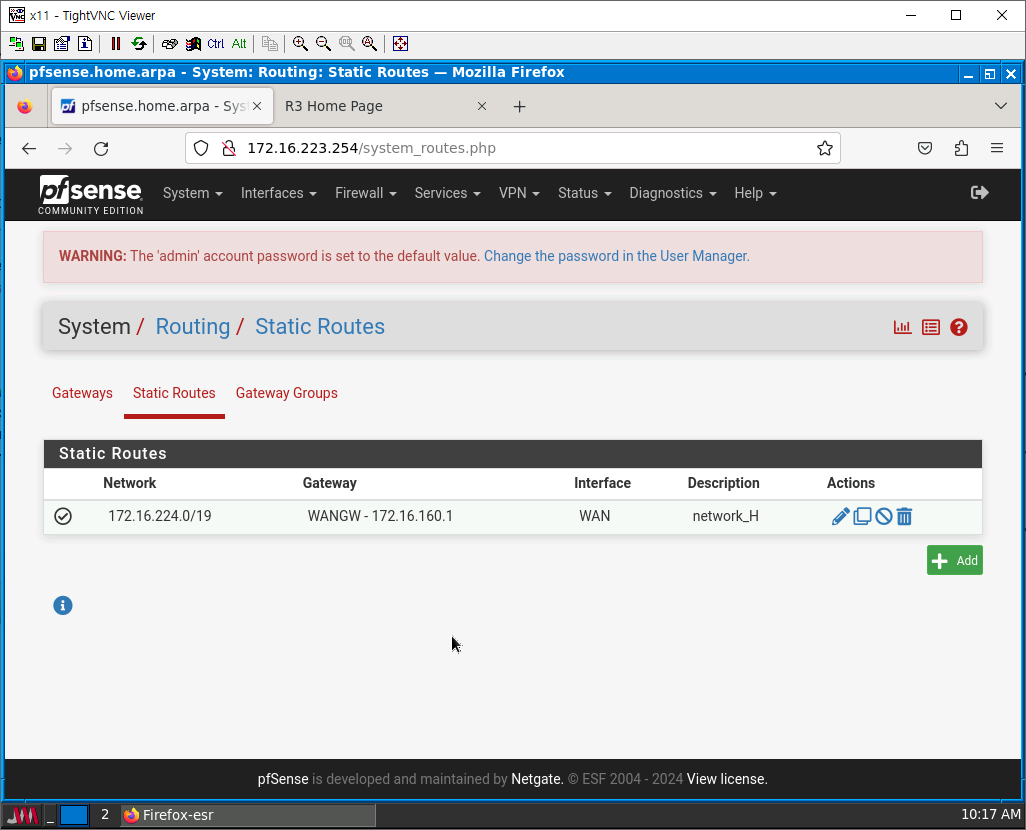 x11 - TightVNC Viewer
Ctrl Alt
pfsense.home.arpa - System: Routing: Static Routes — Mozilla Firefox
pfsense.home.arpa - Syst
R3 Home Page
172.16.223.254/system_routes.php
pfsense
COMMUNITY EDITION
System Interfaces Firewall Services VPN Status Diagnostics Help
WARNING: The 'admin' account password is set to the default value. Change the password in the User Manager.
System / Routing / Static Routes
Gateways Static Routes Gateway Groups
Static Routes
Network Gateway Interface Description Actions
172.16.224.0/19 WANGW - 172.16.160.1 WAN network_H
Add
pfSense is developed and maintained by Netgate. © ESF 2004 - 2024 View license.
2 Firefox-esr 10:17 AM